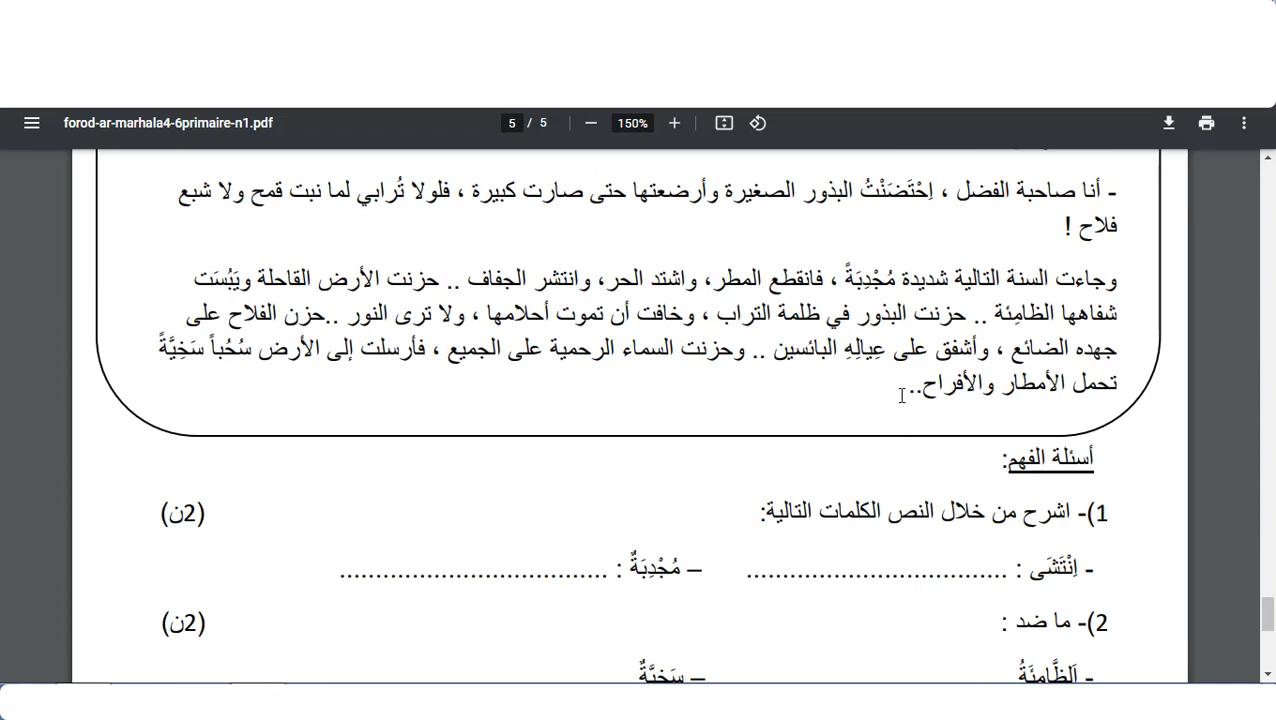 forod-ar-marhala4-6primaire-n1.pdf
5 / 5
150%
- أنا صاحبة الفضل ، اِحْتَضَنْتُ البذور الصغيرة وأرضعتها حتى صارت كبيرة ، فلولا تُرابي لما نبت قمح ولا شبع
فلاح !
وجاءت السنة التالية شديدة مُجْدِبَةً ، فانقطع المطر، واشتد الحر، وانتشر الجفاف .. حزنت الأرض القاحلة ويَبُسَت
شفاهها الظامِئة .. حزنت البذور في ظلمة التراب ، وخافت أن تموت أحلامها ، ولا ترى النور ..حزن الفلاح على
جهده الضائع ، وأشفق على عِيالِهِ البائسين .. وحزنت السماء الرحمية على الجميع ، فأرسلت إلى الأرض سُحُباً سَخِيَّةً
تحمل الأمطار والأفراح..
أسئلة الفهم:
1)- اشرح من خلال النص الكلمات التالية: (2ن)
- اِنْتَشَى : .................................... – مُجْدِبَةٌ : .....................................
2)- ما ضد : (2ن)
- اَلظَّامِئَةُ – سَخِيَّةٌ